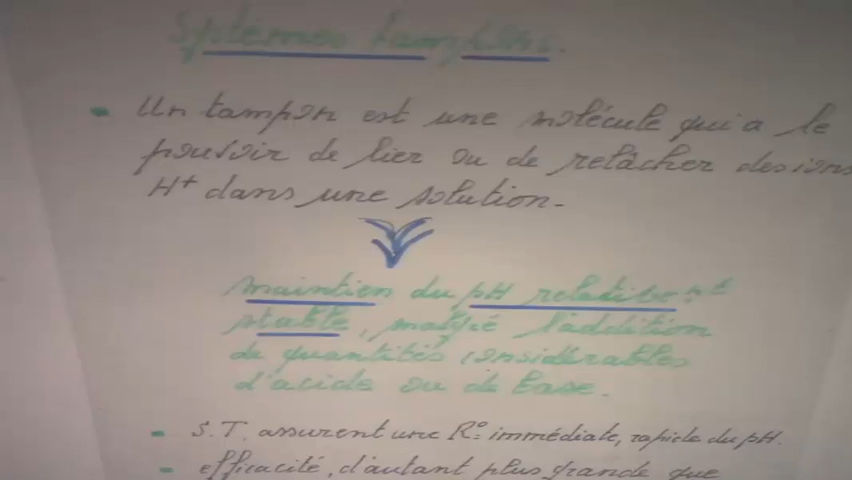 Systèmes Tampons.
Un tampon est une molécule qui a le
pouvoir de lier ou de relâcher des ions
H+ dans une solution.
maintien du pH relativemnt
stable, malgré l'addition
de quantités considérables
d'acide ou de base.
S.T. assurent une R°: immédiate, rapide du pH.
efficacité, d'autant plus grande que